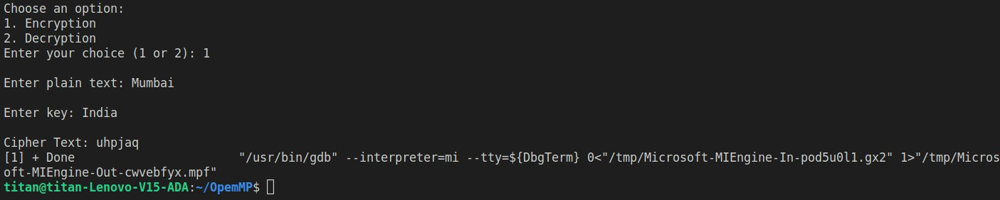 Choose an option:
1. Encryption
2. Decryption
Enter your choice (1 or 2): 1
Enter plain text: Mumbai
Enter key: India
Cipher Text: uhpjaq
[1] + Done                       "/usr/bin/gdb" --interpreter=mi --tty=${DbgTerm} 0<"/tmp/Microsoft-MIEngine-In-pod5u0l1.gx2" 1>"/tmp/Micros
oft-MIEngine-Out-cwvebfyx.mpf"
titan@titan-Lenovo-V15-ADA:~/OpemMP$